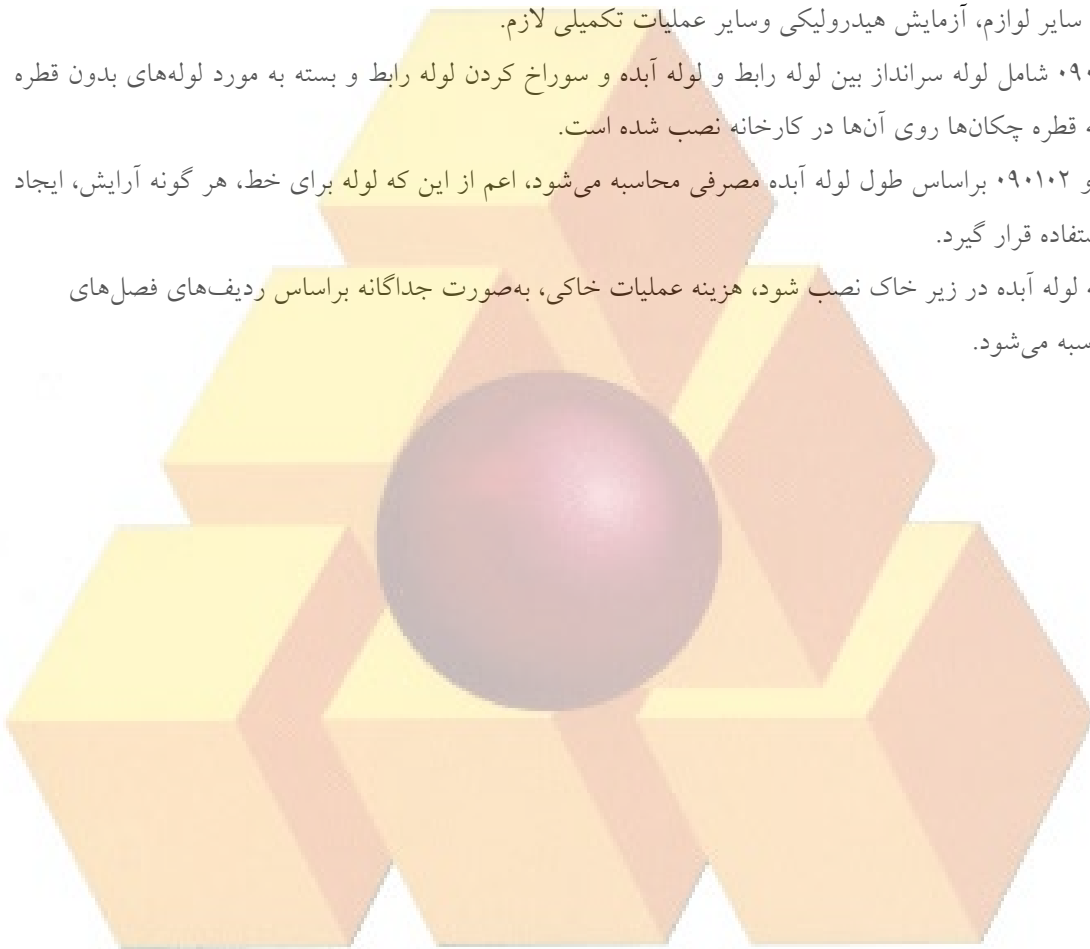 سایر لوازم، آزمایش هیدرولیکی وسایر عملیات تکمیلی لازم.
شامل لوله سرانداز بین لوله رابط و لوله آبده و سوراخ کردن لوله رابط و بسته به مورد لوله‌های بدون قطره
قطره چکان‌ها روی آن‌ها در کارخانه نصب شده است.
و ۰۹۰۱۰۲ براساس طول لوله آبده مصرفی محاسبه می‌شود، اعم از این که لوله برای خط، هر گونه آرایش، ایجاد
قرار گیرد.
لوله آبده در زیر خاک نصب شود، هزینه عملیات خاکی، به‌صورت جداگانه براساس ردیف‌های فصل‌های
می‌شود.